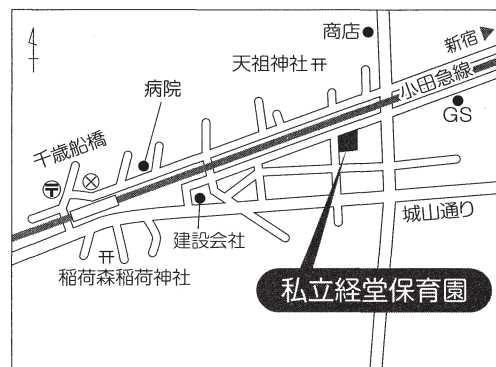 商店
新宿
天祖神社
小田急線
病院
GS
千歳船橋
城山通り
建設会社
稲荷森稲荷神社
私立経堂保育園